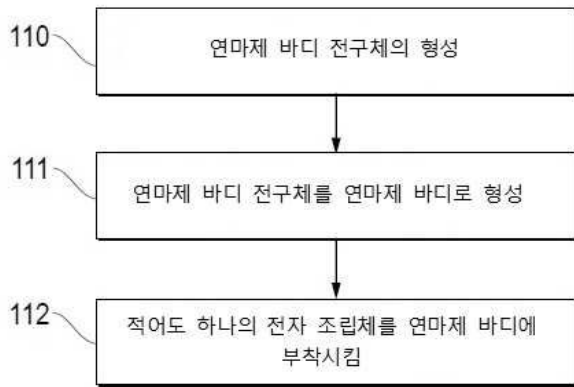 110
연마제 바디 전구체의 형성
111
연마제 바디 전구체를 연마제 바디로 형성
112
적어도 하나의 전자 조립체를 연마제 바디에
부착시킴